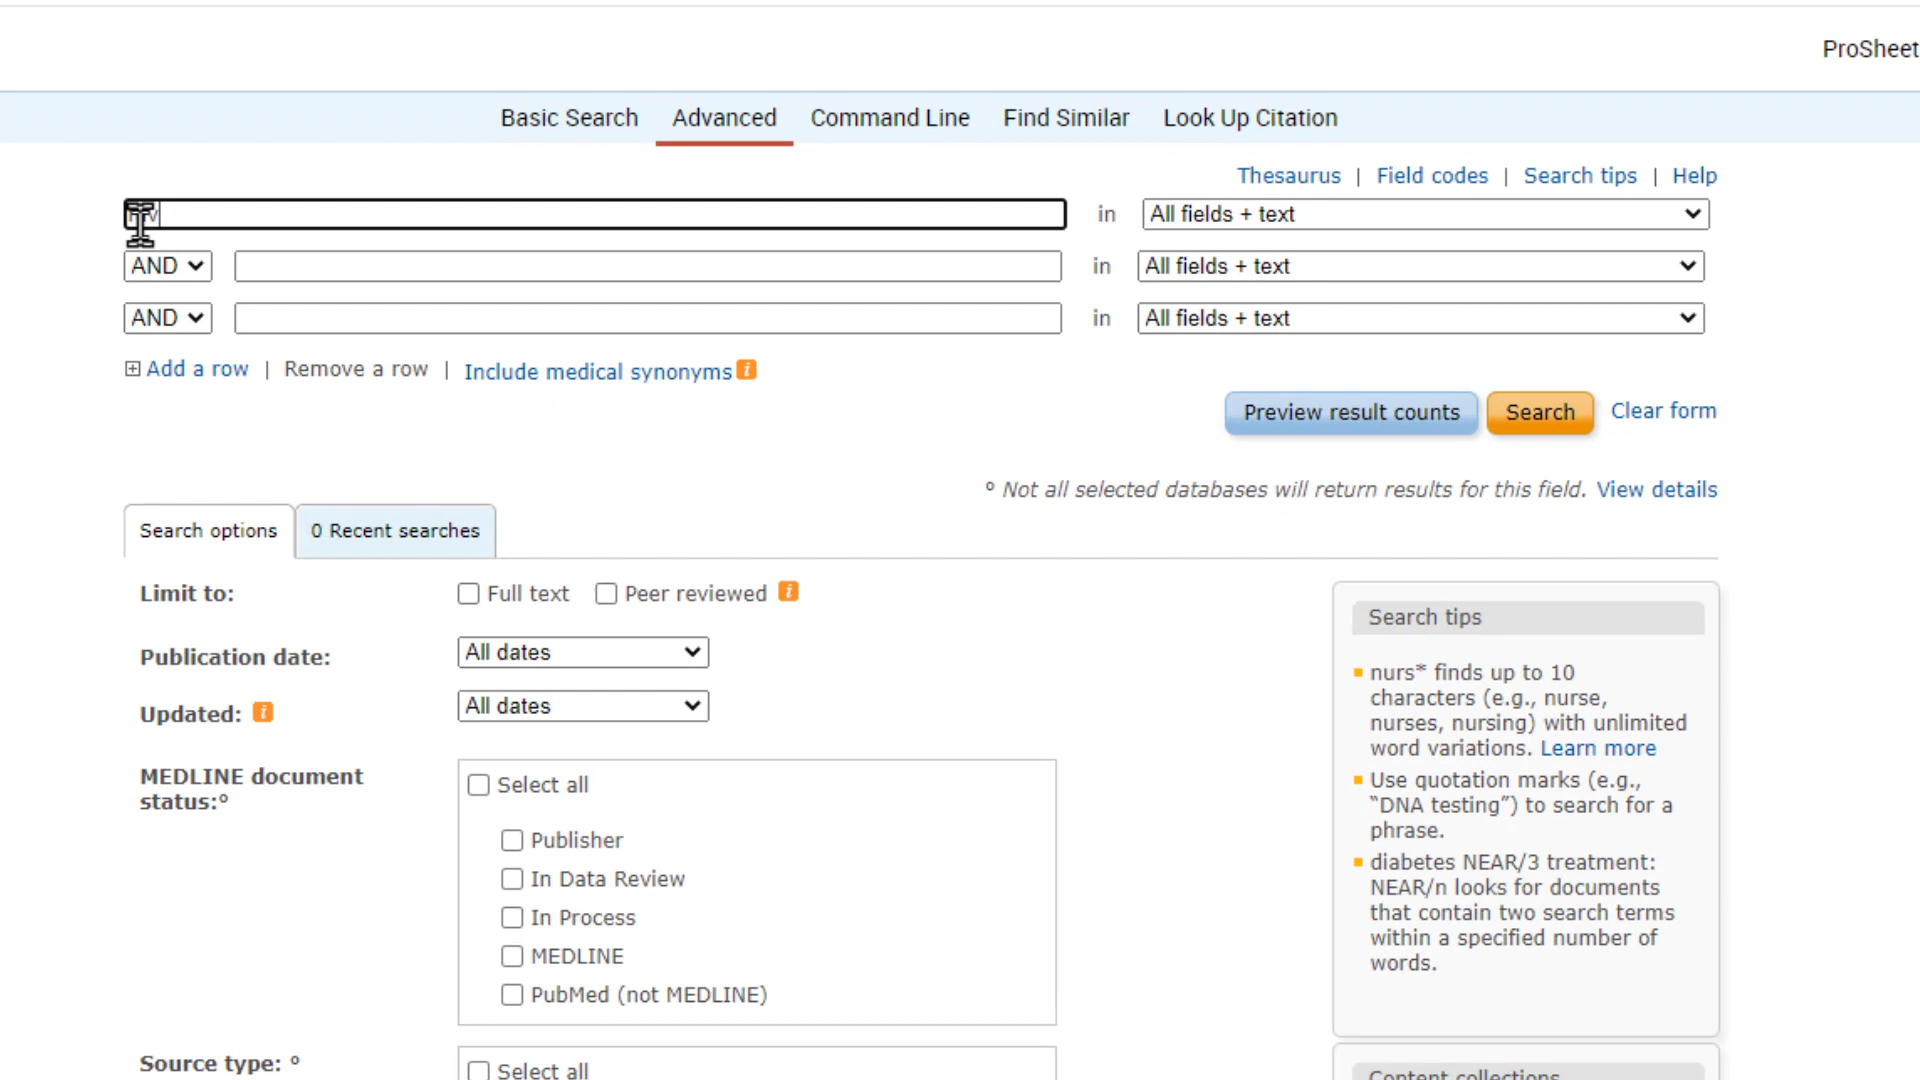 ProSheet
Basic Search Advanced Command Line Find Similar Look Up Citation
Thesaurus | Field codes | Search tips | Help
in All fields + text
AND in All fields + text
AND in All fields + text
Add a row | Remove a row | Include medical synonyms i
Preview result counts Search Clear form
° Not all selected databases will return results for this field. View details
Search options 0 Recent searches
Limit to: Full text Peer reviewed i
Publication date: All dates
Updated: i All dates
MEDLINE document
status:°
Select all
Publisher
In Data Review
In Process
MEDLINE
PubMed (not MEDLINE)
Source type: °
Select all
Search tips
nurs* finds up to 10
characters (e.g., nurse,
nurses, nursing) with unlimited
word variations. Learn more
Use quotation marks (e.g.,
“DNA testing”) to search for a
phrase.
diabetes NEAR/3 treatment:
NEAR/n looks for documents
that contain two search terms
within a specified number of
words.
Content collections